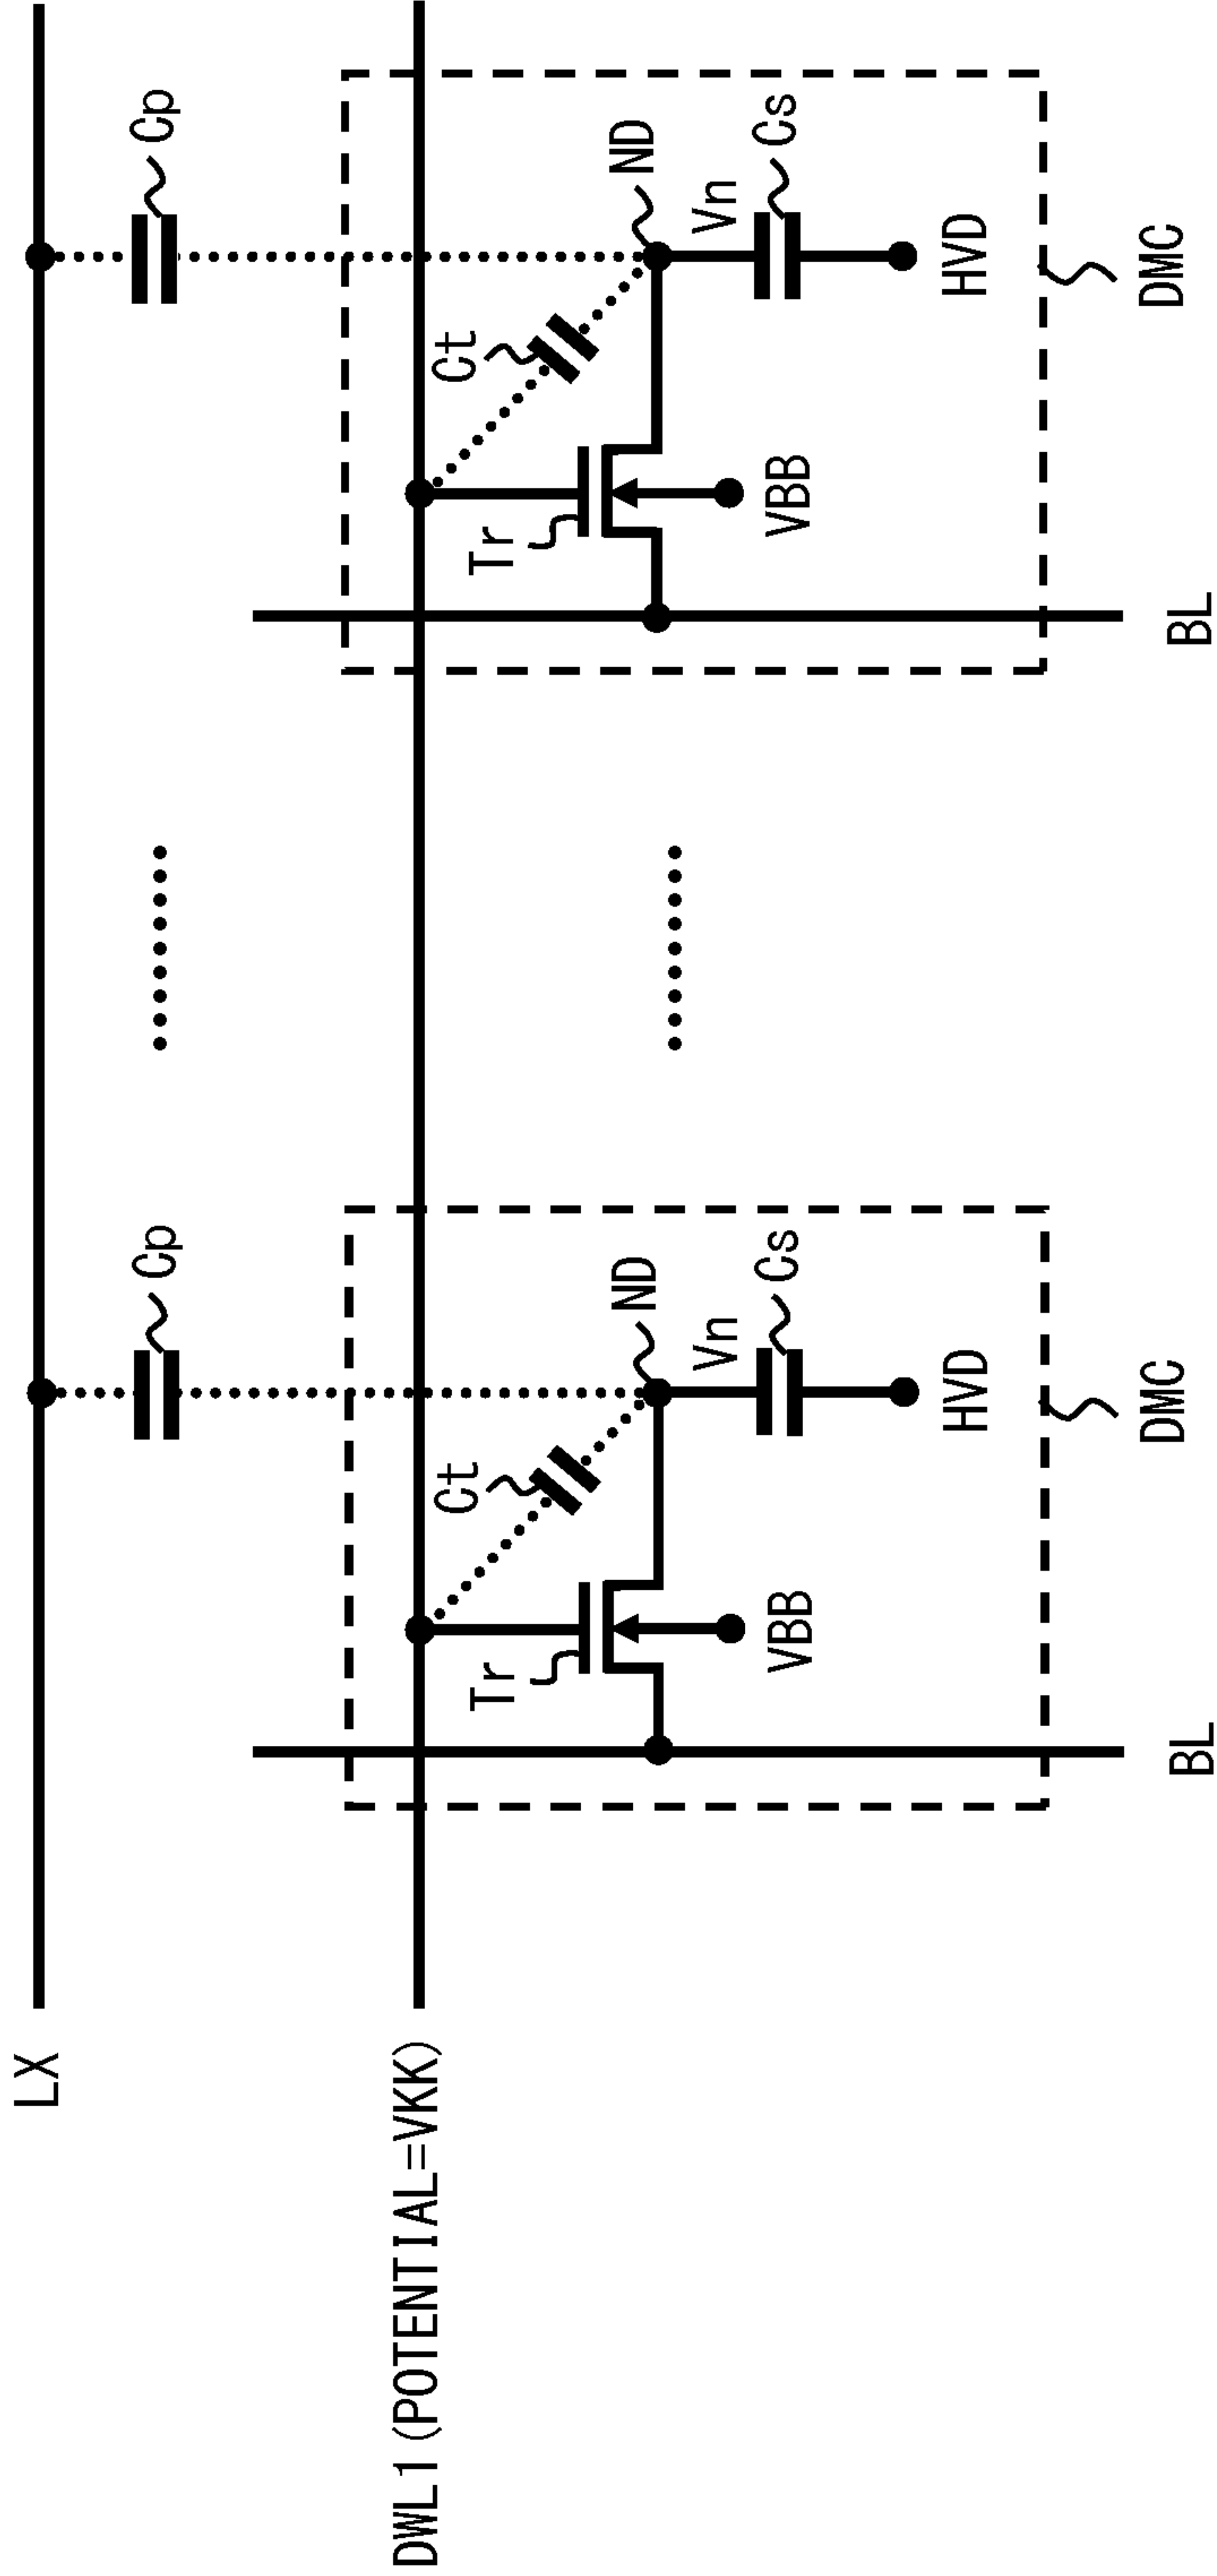 LX
DWL1 (POTENTIAL=VKK)
Cp
Cp
Ct
Ct
Tr
Tr
ND
ND
Vn
Vn
Cs
Cs
VBB
VBB
HVD
HVD
DMC
DMC
BL
BL